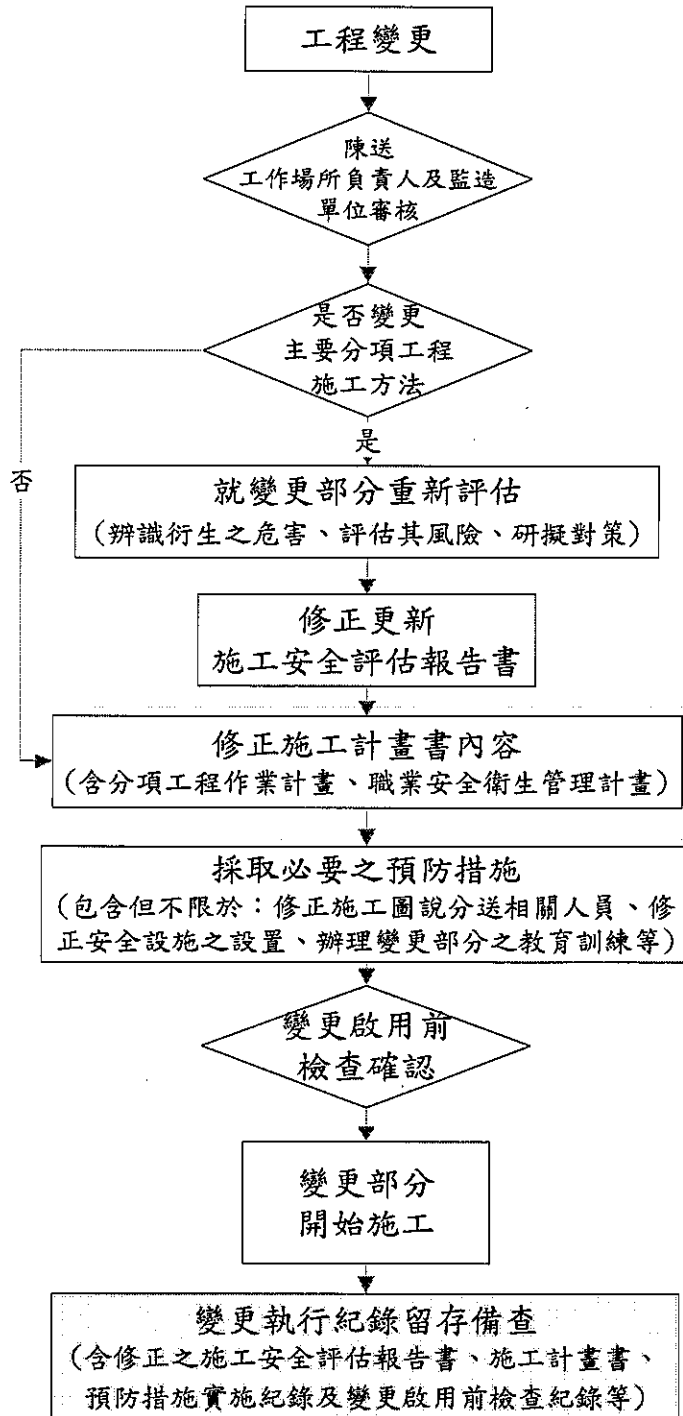 工程變更
陳送
工作場所負責人及監造
單位審核
是否變更
主要分項工程
施工方法
是
否
就變更部分重新評估
(辨識衍生之危害、評估其風險、研擬對策)
修正更新
施工安全評估報告書
修正施工計畫書內容
(含分項工程作業計畫、職業安全衛生管理計畫)
採取必要之預防措施
(包含但不限於：修正施工圖說分送相關人員、修
正安全設施之設置、辦理變更部分之教育訓練等)
變更啟用前
檢查確認
變更部分
開始施工
變更執行紀錄留存備查
(含修正之施工安全評估報告書、施工計畫書、
預防措施實施紀錄及變更啟用前檢查紀錄等)